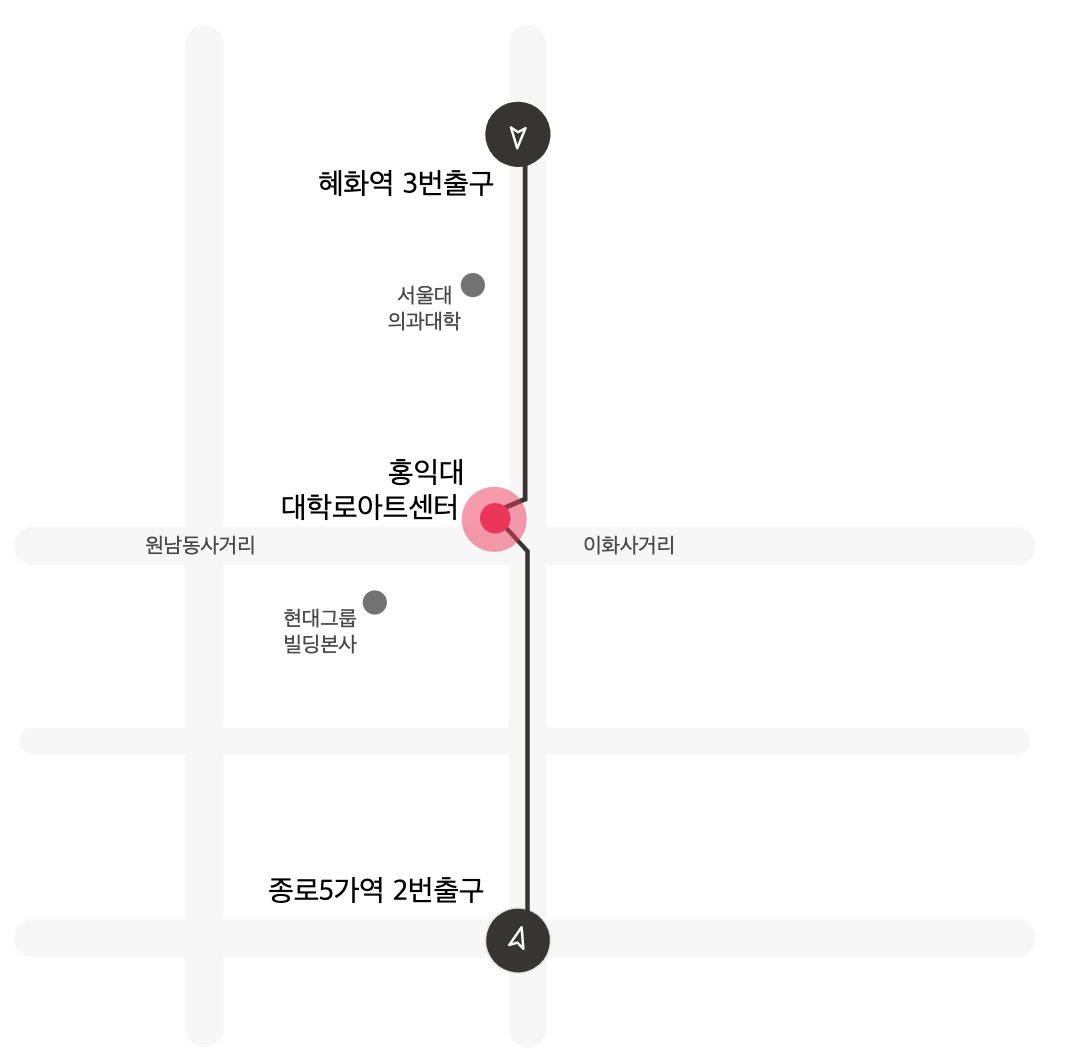 혜화역 3번출구
서울대
의과대학
홍익대
대학로아트센터
원남동사거리
이화사거리
현대그룹
빌딩본사
종로5가역 2번출구